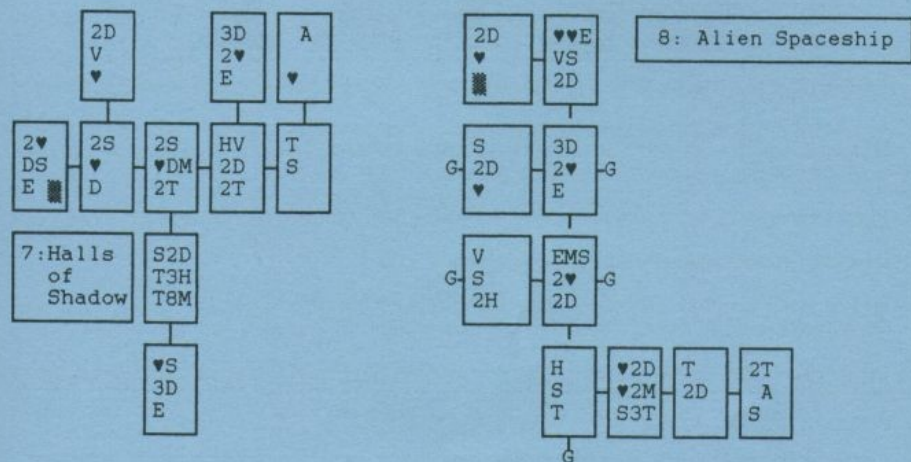 2D
V
♥
3D
2♥
E
A
♥
2♥
DS
E
2S
♥
D
2S
♥DM
2T
HV
2D
2T
T
S
7:Halls
of
Shadow
S2D
T3H
T8M
♥S
3D
E
8: Alien Spaceship
2D
♥
♥♥E
VS
2D
G
S
2D
♥
3D
2♥
E
G
G
V
S
2H
EMS
2♥
2D
G
H
S
T
♥2D
♥2M
S3T
T
2D
2T
A
S
G